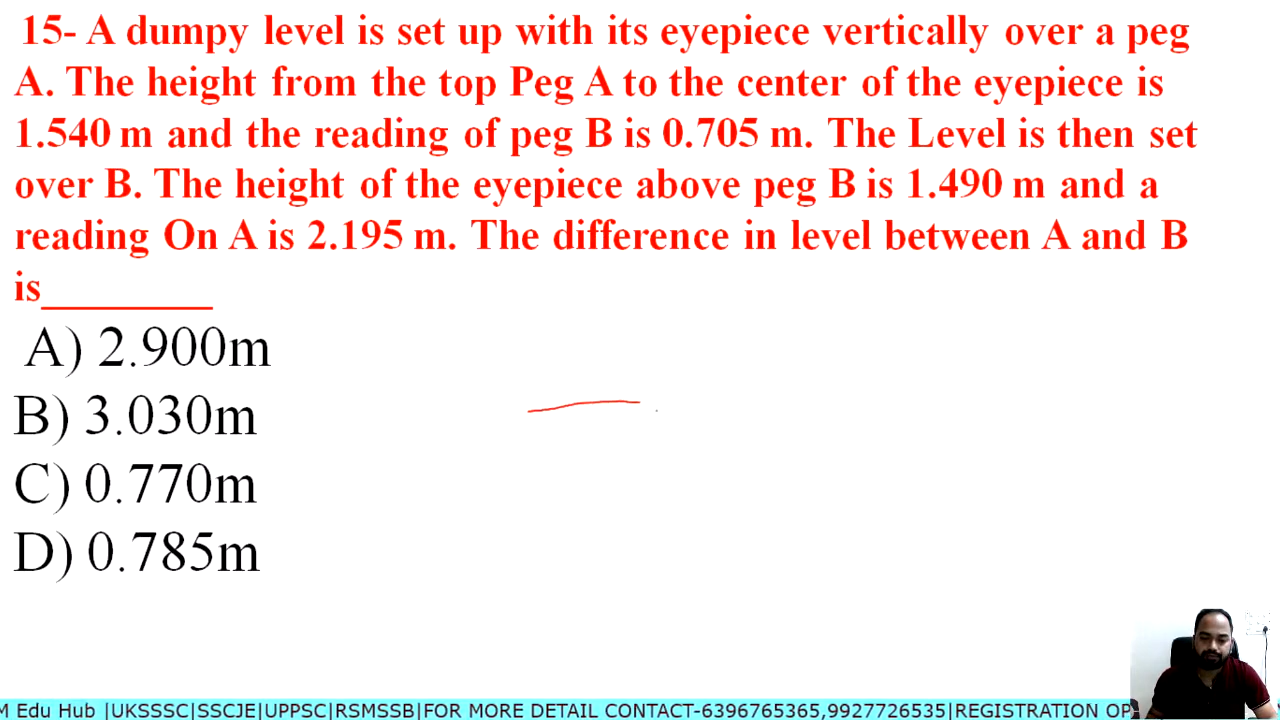 15- A dumpy level is set up with its eyepiece vertically over a peg
A. The height from the top Peg A to the center of the eyepiece is
1.540 m and the reading of peg B is 0.705 m. The Level is then set
over B. The height of the eyepiece above peg B is 1.490 m and a
reading On A is 2.195 m. The difference in level between A and B
is________
A) 2.900m
B) 3.030m
C) 0.770m
D) 0.785m
M Edu Hub |UKSSSC|SSCJE|UPPSC|RSMSSB|FOR MORE DETAIL CONTACT-6396765365,9927726535|REGISTRATION OP